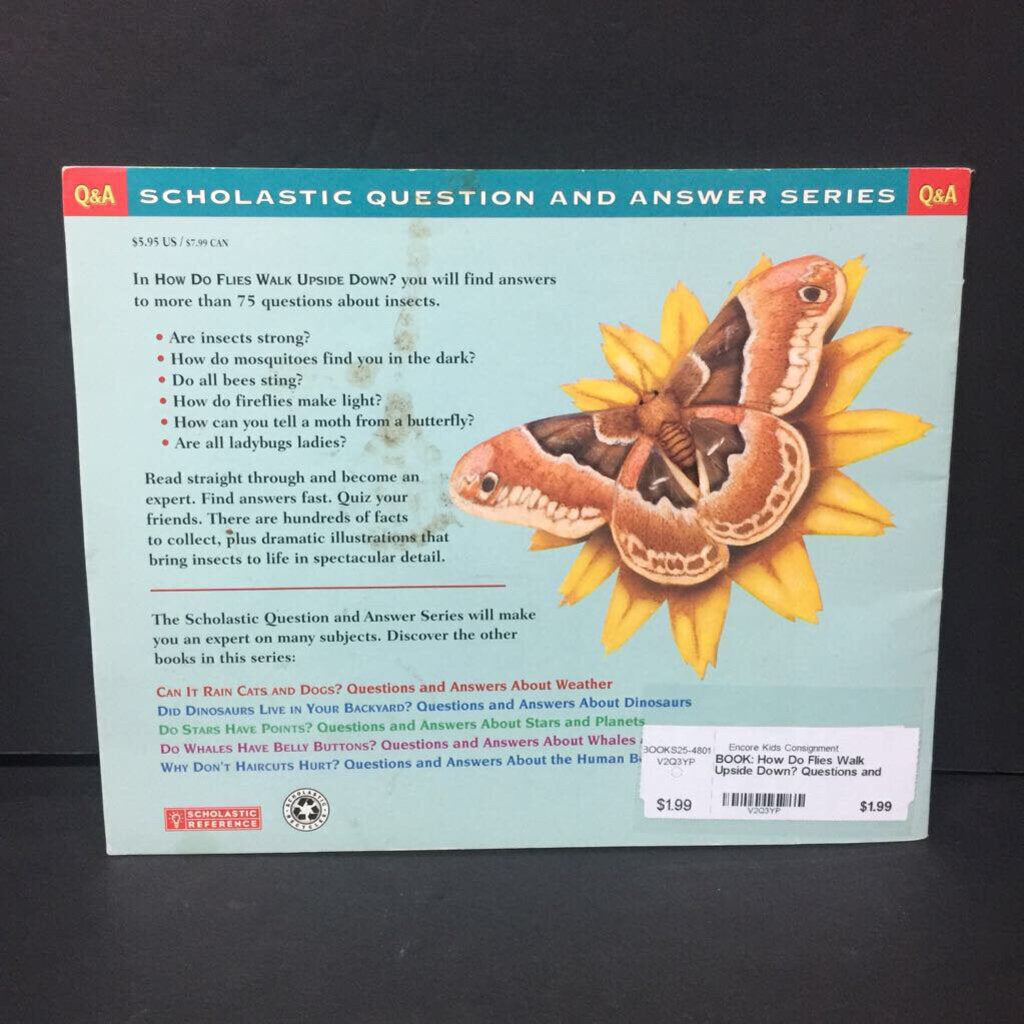 Q&A SCHOLASTIC QUESTION AND ANSWER SERIES Q&A
$5.95 US / $7.99 CAN
In HOW DO FLIES WALK UPSIDE DOWN? you will find answers
to more than 75 questions about insects.
• Are insects strong?
• How do mosquitoes find you in the dark?
• Do all bees sting?
• How do fireflies make light?
• How can you tell a moth from a butterfly?
• Are all ladybugs ladies?
Read straight through and become an
expert. Find answers fast. Quiz your
friends. There are hundreds of facts
to collect, plus dramatic illustrations that
bring insects to life in spectacular detail.
The Scholastic Question and Answer Series will make
you an expert on many subjects. Discover the other
books in this series:
CAN IT RAIN CATS AND DOGS? Questions and Answers About Weather
DID DINOSAURS LIVE IN YOUR BACKYARD? Questions and Answers About Dinosaurs
DO STARS HAVE POINTS? Questions and Answers About Stars and Planets
DO WHALES HAVE BELLY BUTTONS? Questions and Answers About Whales
WHY DON'T HAIRCUTS HURT? Questions and Answers About the Human
SCHOLASTIC
REFERENCE
SCHOLASTIC RECYCLES
BOOKS25-4801
V2Q3YP
$1.99
Encore Kids Consignment
BOOK: How Do Flies Walk
Upside Down? Questions and
V2Q3YP
$1.99